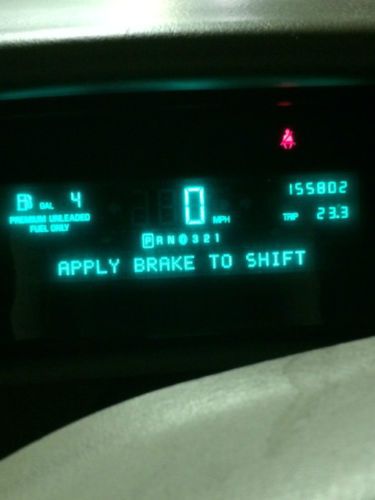 155802
GAL 4
0 MPH
TRIP 23.3
PREMIUM UNLEADED
FUEL ONLY
P R N D 3 2 1
APPLY BRAKE TO SHIFT